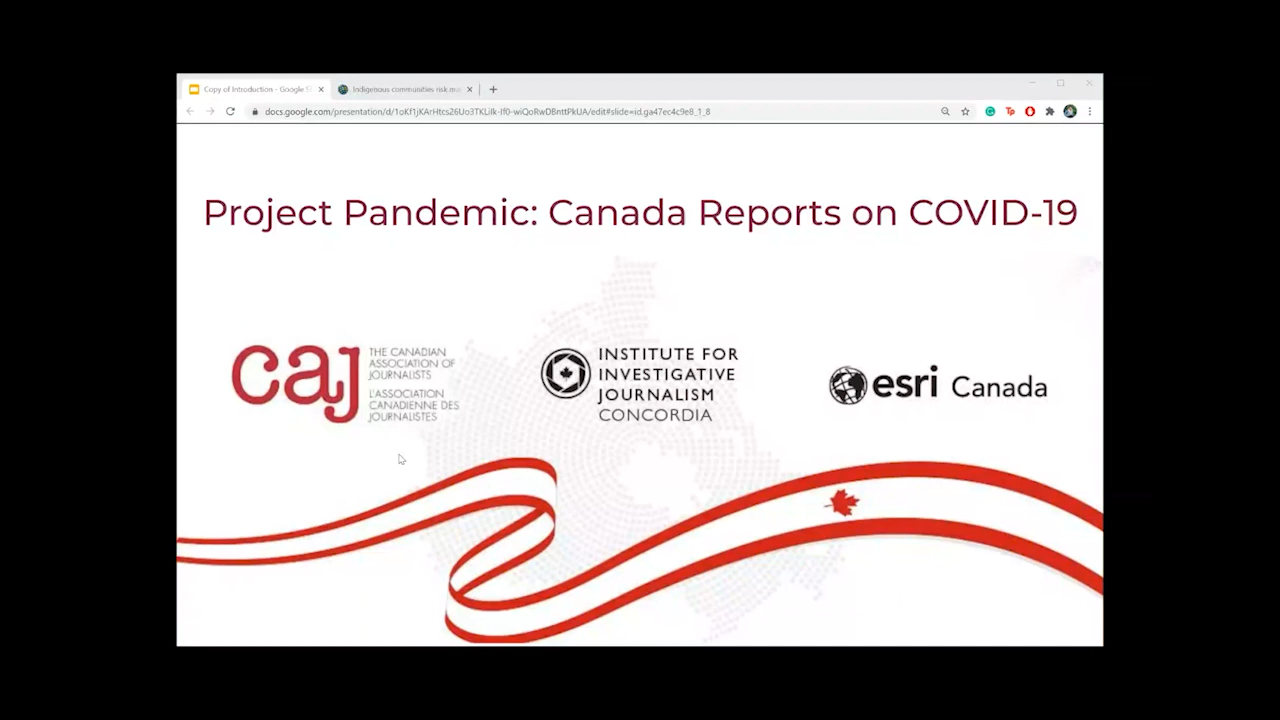 Copy of Introduction - Google Sl
Indigenous communities risk ma
docs.google.com/presentation/d/1oKf1jKArHtcs26Uo3TKLilk-lf0-wiQoRwDBnttPkUA/edit#slide=id.ga47ec4c9e8_1_8
Tp
Project Pandemic: Canada Reports on COVID-19
caj
THE CANADIAN
ASSOCIATION OF
JOURNALISTS
L'ASSOCIATION
CANADIENNE DES
JOURNALISTES
INSTITUTE FOR
INVESTIGATIVE
JOURNALISM
CONCORDIA
esri Canada